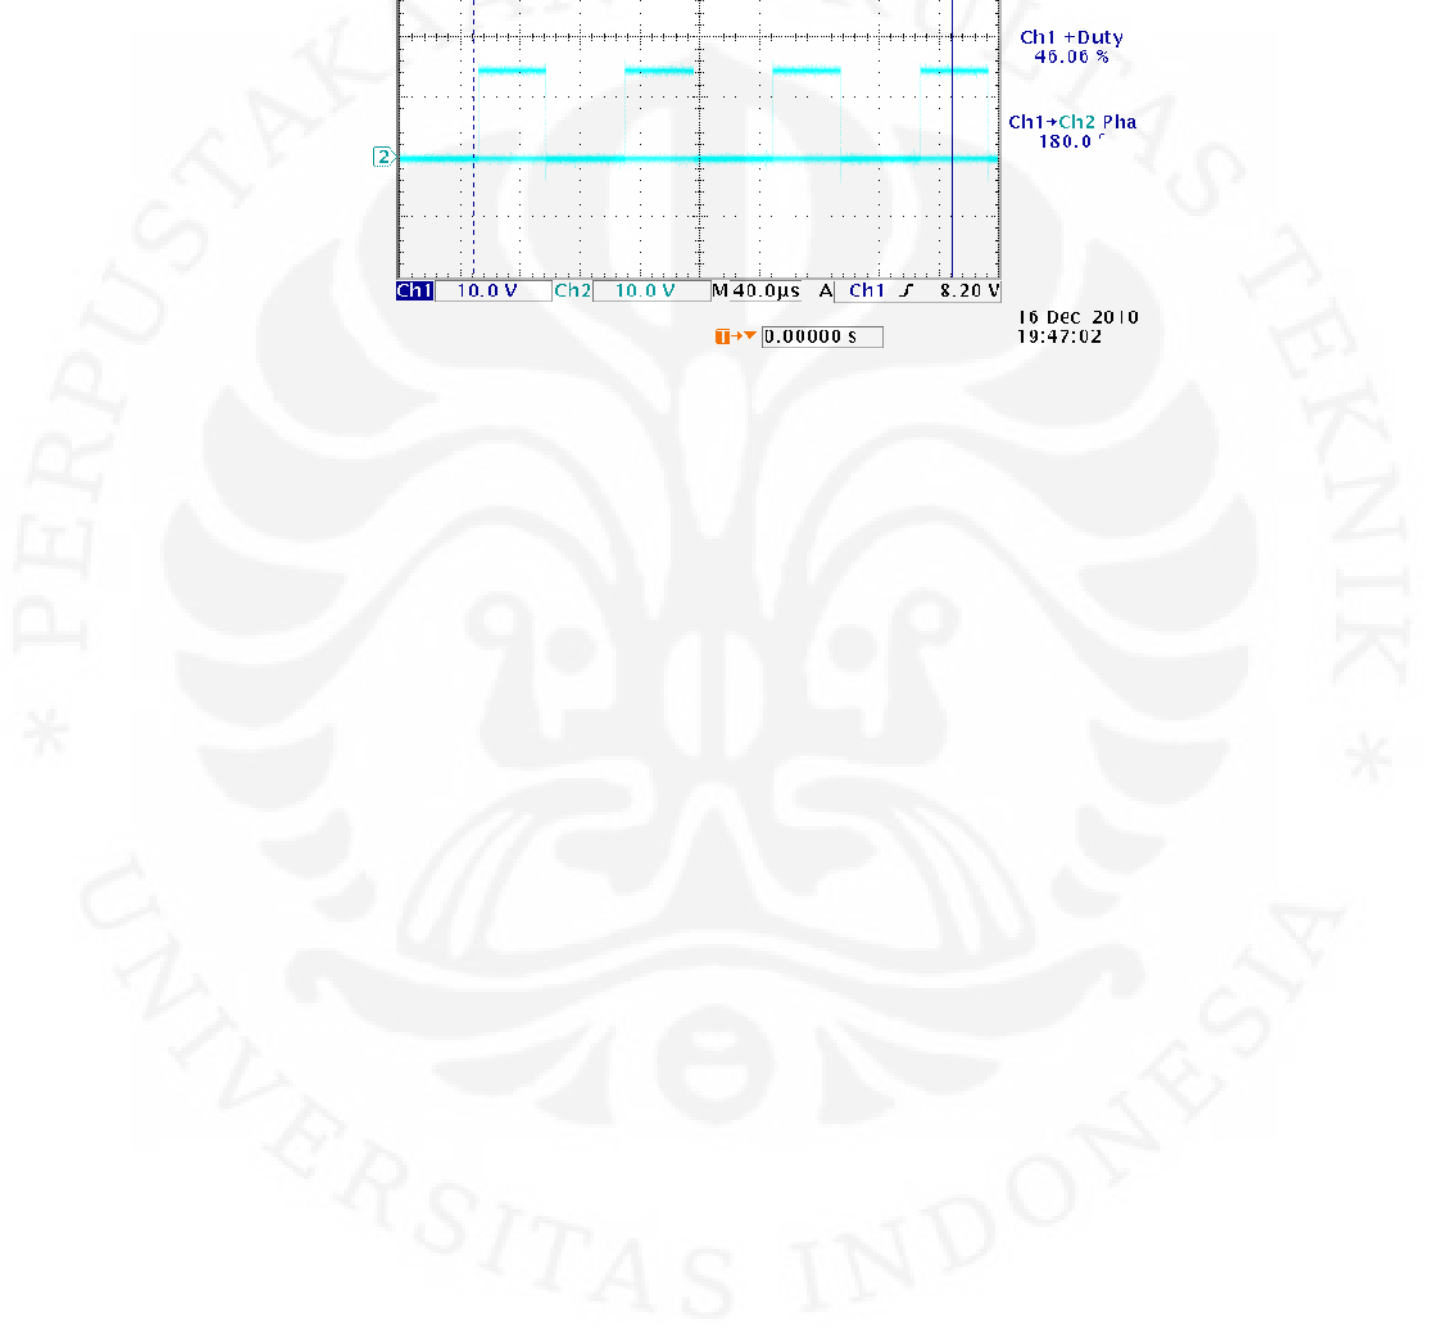 Ch1 +Duty
46.06 %
Ch1→Ch2 Pha
180.0 °
2
Ch1 10.0 V Ch2 10.0 V M 40.0µs A Ch1 ƒ 8.20 V
T→▼ 0.00000 s
16 Dec 2010
19:47:02
* PERPUSTAKAAN FAKULTAS TEKNIK *
UNIVERSITAS INDONESIA